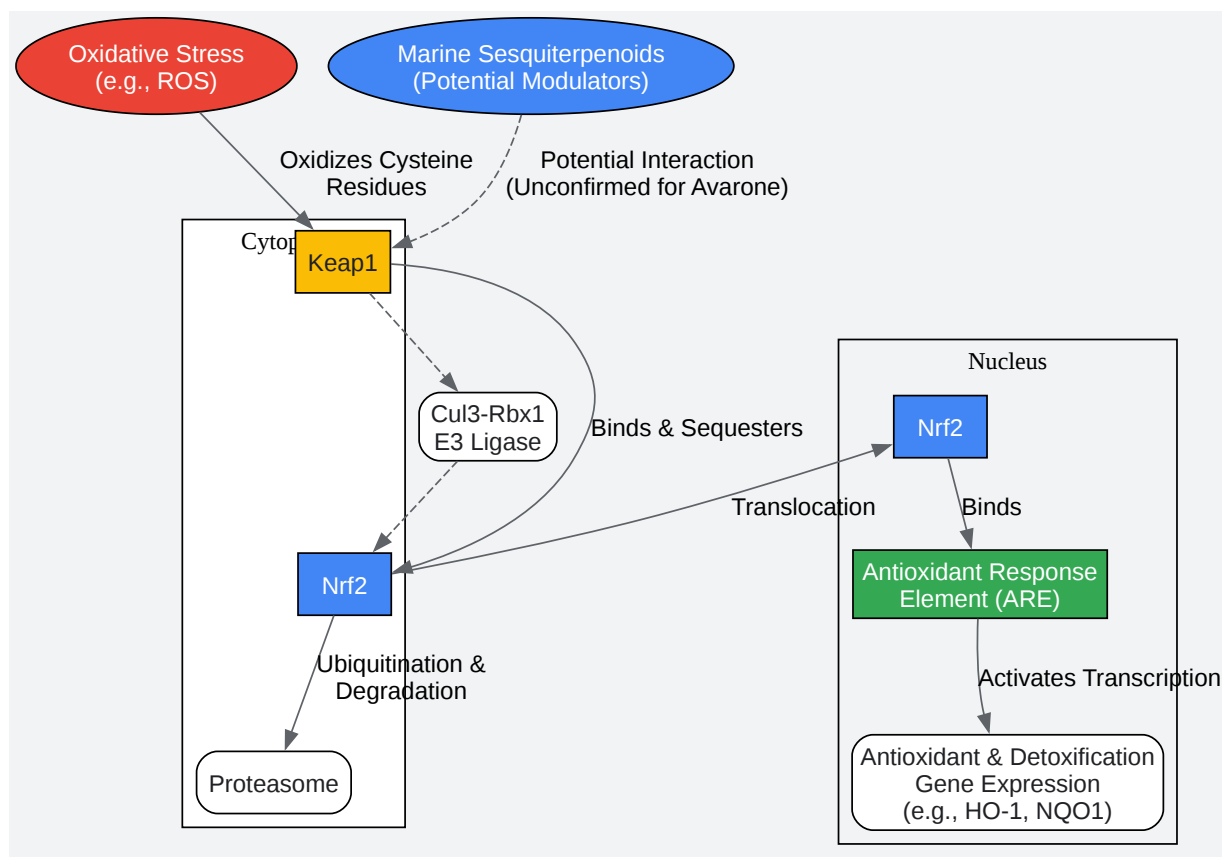 Oxidative Stress
(e.g., ROS)
Marine Sesquiterpenoids
(Potential Modulators)
Oxidizes Cysteine
Residues
Potential Interaction
(Unconfirmed for Avarone)
Cytop
Keap1
Cul3-Rbx1
E3 Ligase
Binds & Sequesters
Nucleus
Nrf2
Translocation
Binds
Nrf2
Antioxidant Response
Element (ARE)
Ubiquitination &
Degradation
Activates Transcription
Proteasome
Antioxidant & Detoxification
Gene Expression
(e.g., HO-1, NQO1)